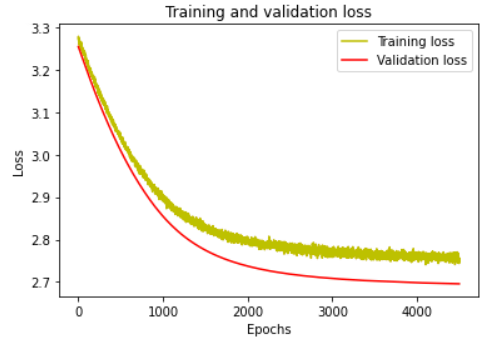 Training and validation loss
3.3
3.2
3.1
3.0
2.9
2.8
2.7
Loss
Training loss
Validation loss
0
1000
2000
3000
4000
Epochs